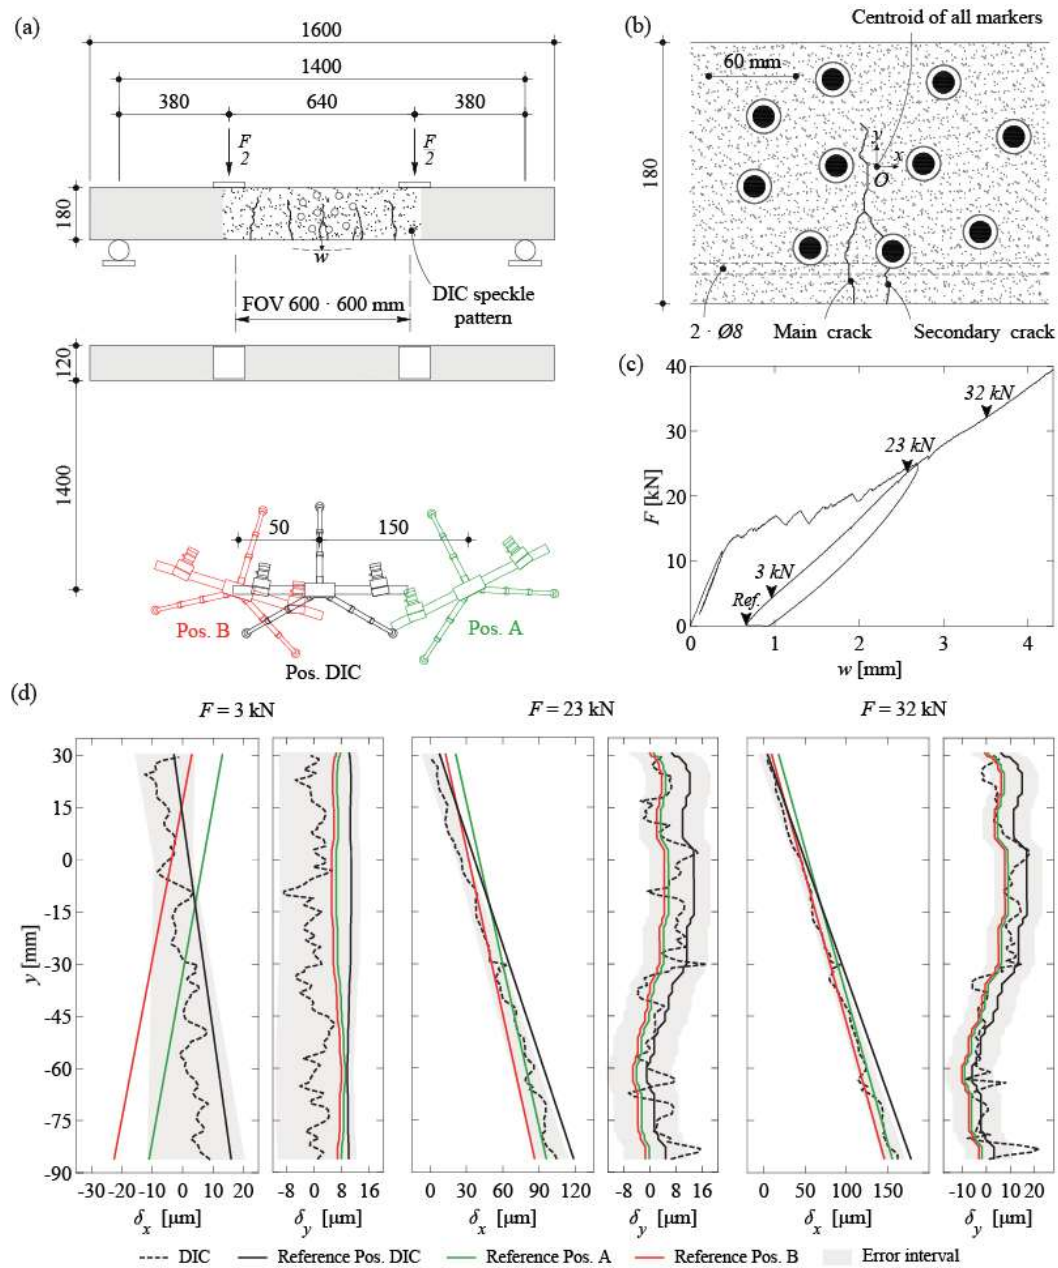 (a)
1600
1400
380 640 380
F
2
F
2
180
w
FOV 600 · 600 mm
DIC speckle
pattern
120
1400
50 150
Pos. B
Pos. A
Pos. DIC
(b)
Centroid of all markers
60 mm
180
y
x
O
2 · Ø8 Main crack Secondary crack
(c)
40
30
20
10
0
F [kN]
32 kN
23 kN
3 kN
Ref.
0 1 2 3 4
w [mm]
(d)
F = 3 kN F = 23 kN F = 32 kN
30
15
0
-15
-30
-45
-60
-75
-90
y [mm]
-30 -20 -10 0 10 20 -8 0 8 16 0 30 60 90 120 -8 0 8 16 0 50 100 150 -10 0 10 20
δx [μm] δy [μm] δx [μm] δy [μm] δx [μm] δy [μm]
DIC Reference Pos. DIC Reference Pos. A Reference Pos. B Error interval